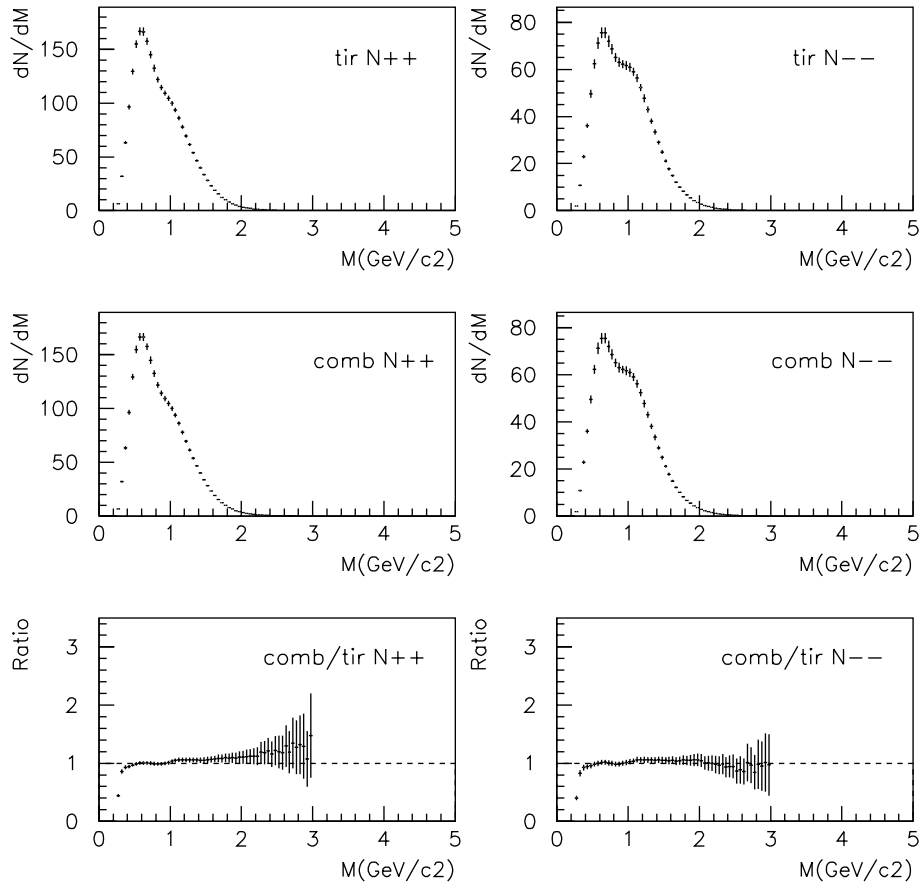 dN/dM
150
100
50
0
tir N++
0 1 2 3 4 5
M(GeV/c2)
dN/dM
80
60
40
20
0
tir N−−
0 1 2 3 4 5
M(GeV/c2)
dN/dM
150
100
50
0
comb N++
0 1 2 3 4 5
M(GeV/c2)
dN/dM
80
60
40
20
0
comb N−−
0 1 2 3 4 5
M(GeV/c2)
Ratio
3
2
1
0
comb/tir N++
0 1 2 3 4 5
M(GeV/c2)
Ratio
3
2
1
0
comb/tir N−−
0 1 2 3 4 5
M(GeV/c2)